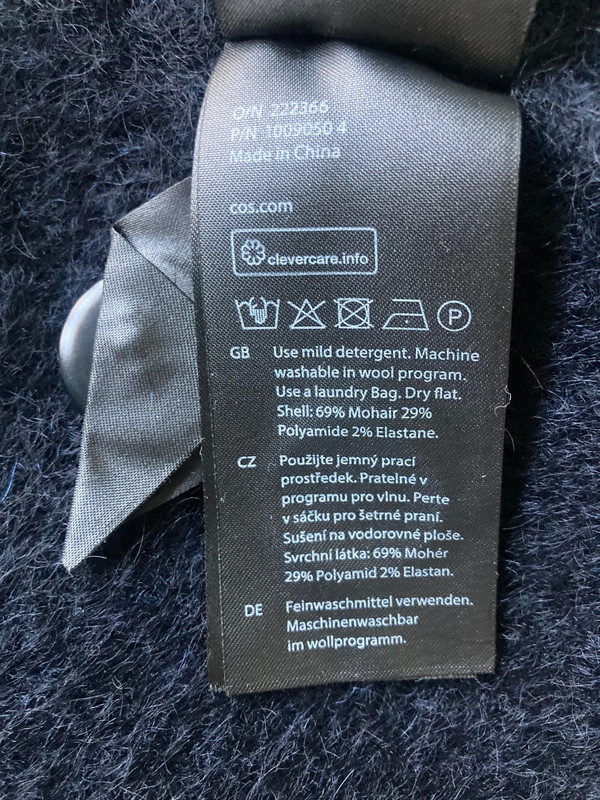 O/N 222366
P/N 1009050 4
Made in China
cos.com
clevercare.info
P
GB Use mild detergent. Machine
washable in wool program.
Use a laundry Bag. Dry flat.
Shell: 69% Mohair 29%
Polyamide 2% Elastane.
CZ Použijte jemný prací
prostředek. Pratelné v
programu pro vlnu. Perte
v sáčku pro šetrné praní.
Sušení na vodorovné ploše.
Svrchní látka: 69% Mohér
29% Polyamid 2% Elastan.
DE Feinwaschmittel verwenden.
Maschinenwaschbar
im wollprogramm.